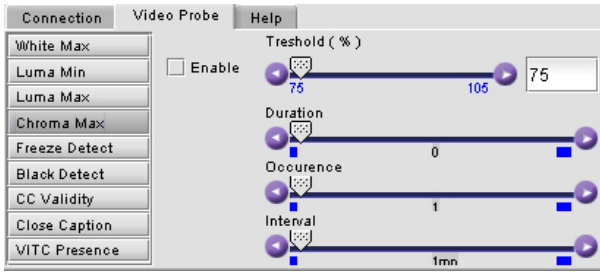 Connection Video Probe Help
White Max
Luma Min
Luma Max
Chroma Max
Freeze Detect
Black Detect
CC Validity
Close Caption
VITC Presence
Enable
Treshold ( % )
75 105 75
Duration
0
Occurence
1
Interval
1mn